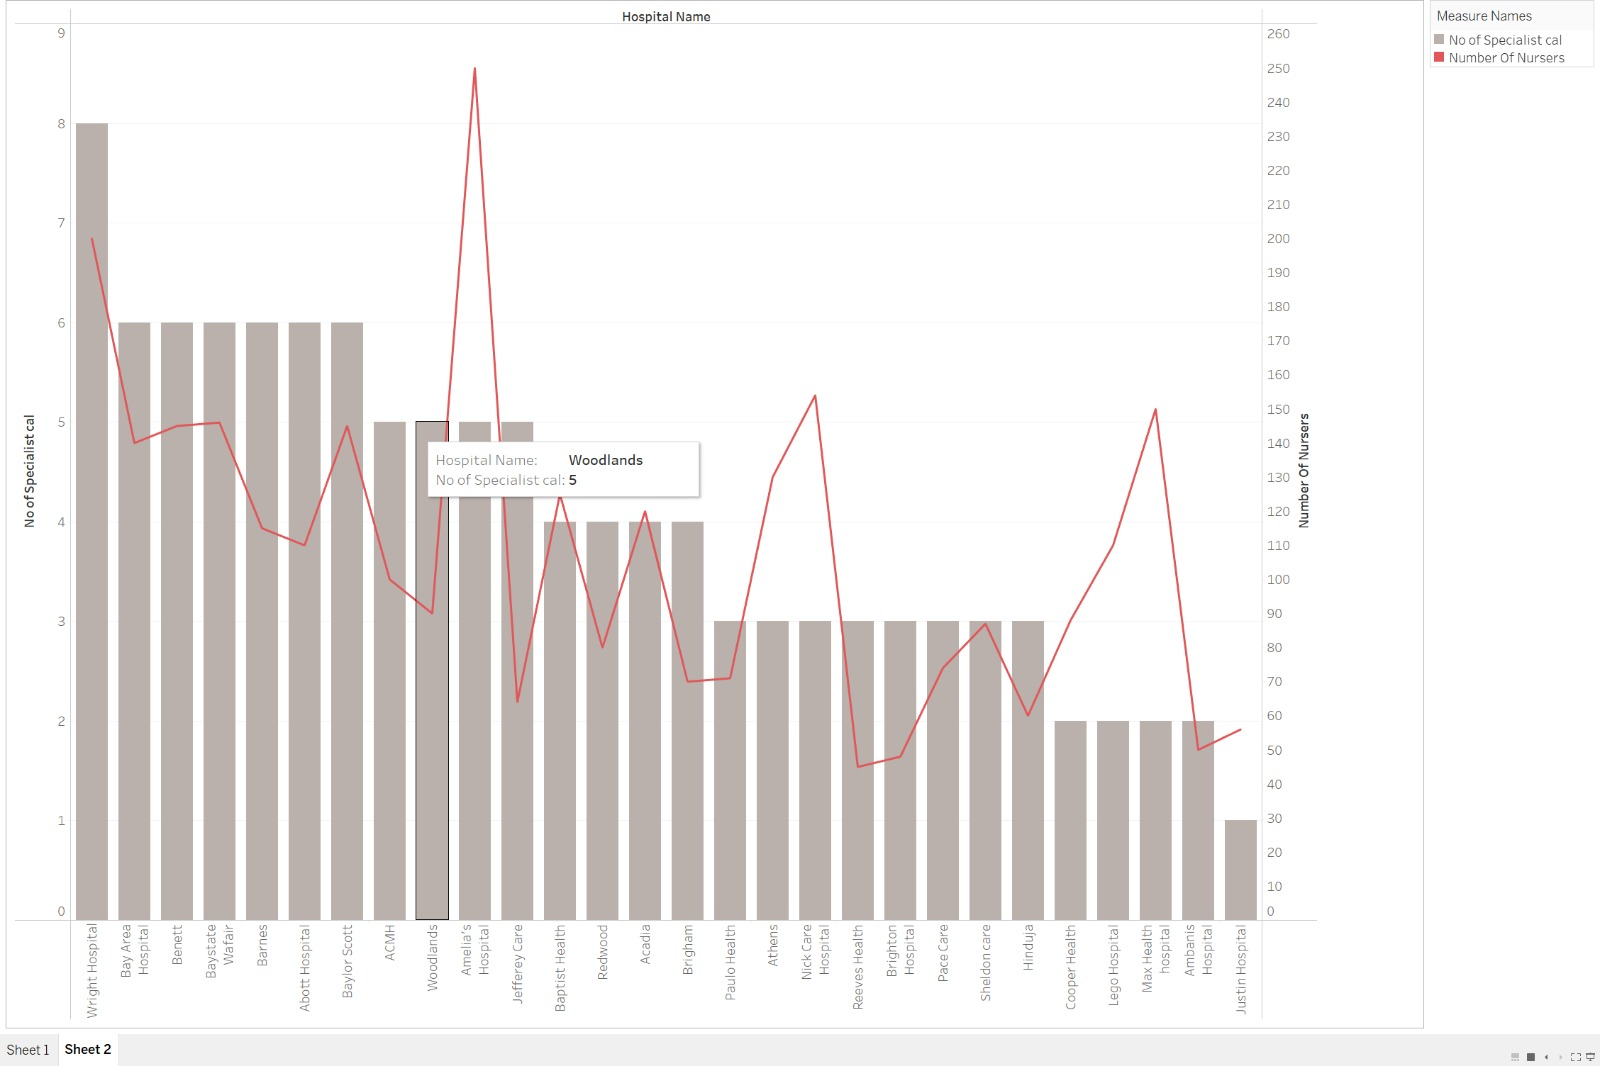 Hospital Name
Measure Names
No of Specialist cal
Number Of Nursers
9
8
7
6
5
4
3
2
1
0
No of Specialist cal
Hospital Name: Woodlands
No of Specialist cal: 5
260
250
240
230
220
210
200
190
180
170
160
150
140
130
120
110
100
90
80
70
60
50
40
30
20
10
0
Number Of Nursers
Wright Hospital
Bay Area
Hospital
Benett
Baystate
Wafair
Barnes
Abott Hospital
Baylor Scott
ACMH
Woodlands
Amelia's
Hospital
Jefferey Care
Baptist Health
Redwood
Acadia
Brigham
Paulo Health
Athens
Nick Care
Hospital
Reeves Health
Brighton
Hospital
Pace Care
Sheldon care
Hinduja
Cooper Health
Lego Hospital
Max Health
hospital
Ambanis
Hospital
Justin Hospital
Sheet 1
Sheet 2